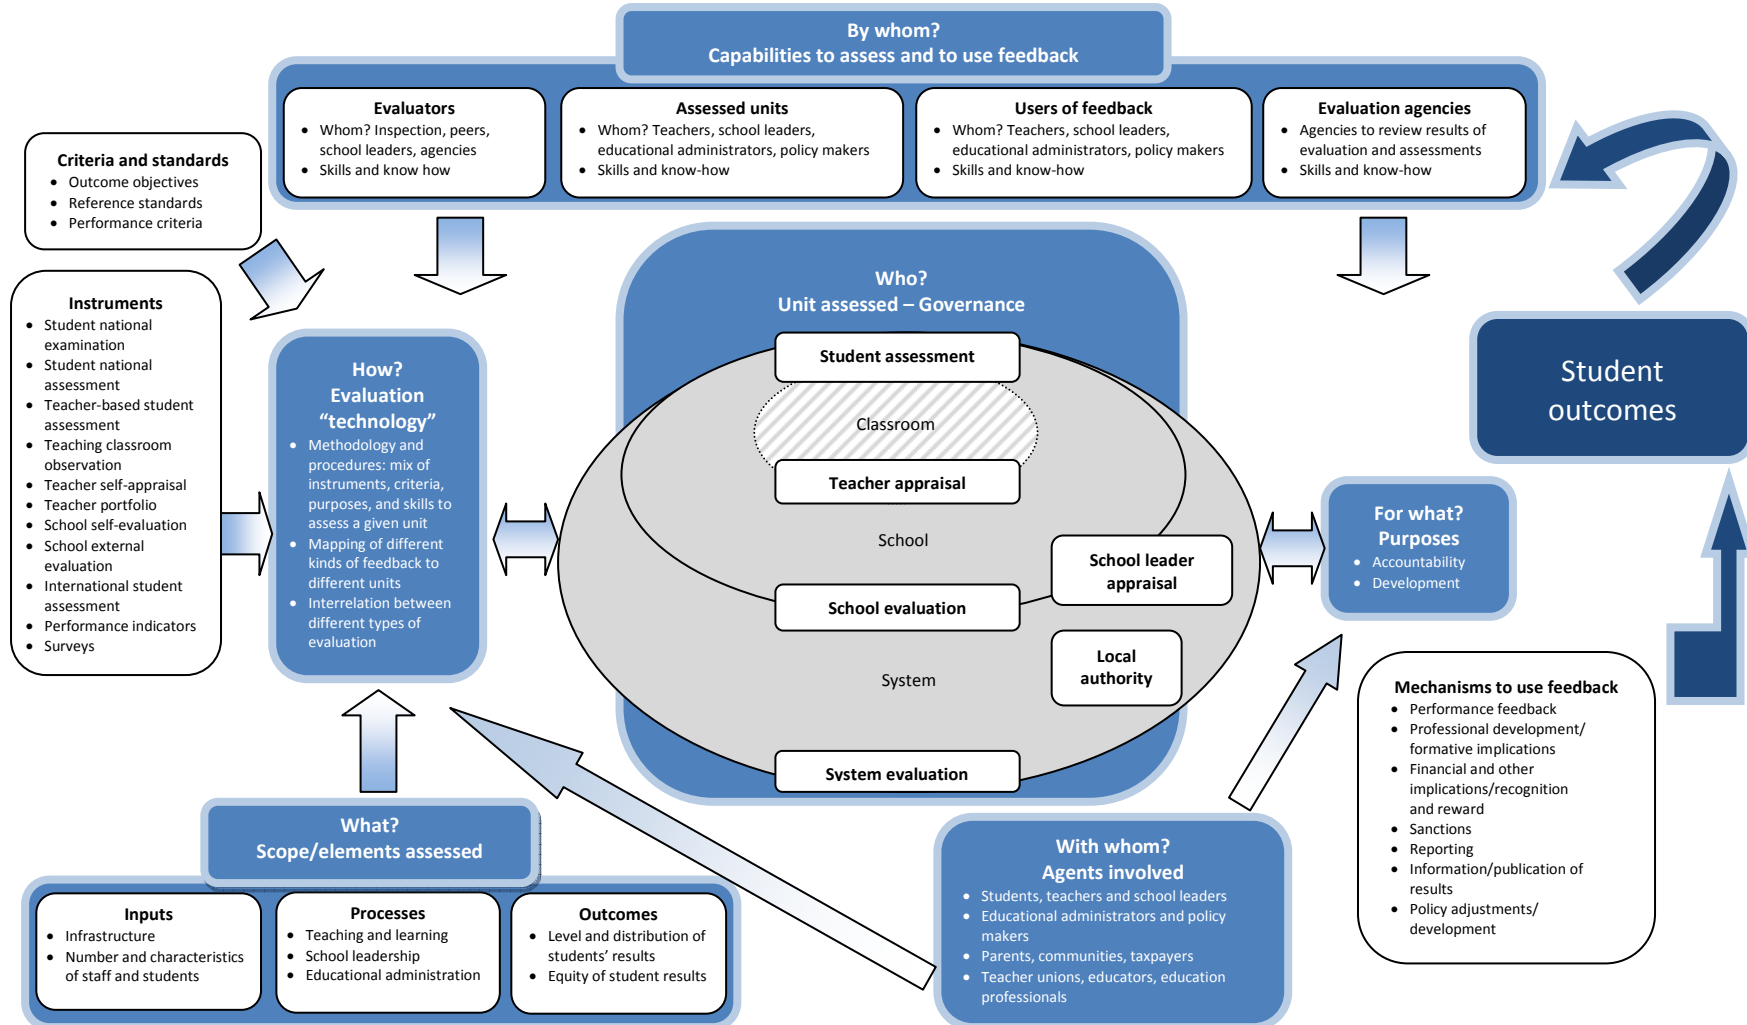 By whom?
Capabilities to assess and to use feedback
Evaluators
• Whom? Inspection, peers,
school leaders, agencies
• Skills and know how
Assessed units
• Whom? Teachers, school leaders,
educational administrators, policy makers
• Skills and know-how
Users of feedback
• Whom? Teachers, school leaders,
educational administrators, policy makers
• Skills and know-how
Evaluation agencies
• Agencies to review results of
evaluation and assessments
• Skills and know-how
Criteria and standards
• Outcome objectives
• Reference standards
• Performance criteria
Instruments
• Student national
examination
• Student national
assessment
• Teacher-based student
assessment
• Teaching classroom
observation
• Teacher self-appraisal
• Teacher portfolio
• School self-evaluation
• School external
evaluation
• International student
assessment
• Performance indicators
• Surveys
How?
Evaluation
“technology”
• Methodology and
procedures: mix of
instruments, criteria,
purposes, and skills to
assess a given unit
• Mapping of different
kinds of feedback to
different units
• Interrelation between
different types of
evaluation
Who?
Unit assessed – Governance
Student assessment
Classroom
Teacher appraisal
School
School leader
appraisal
School evaluation
Local
authority
System
System evaluation
Student
outcomes
For what?
Purposes
• Accountability
• Development
Mechanisms to use feedback
• Performance feedback
• Professional development/
formative implications
• Financial and other
implications/recognition
and reward
• Sanctions
• Reporting
• Information/publication of
results
• Policy adjustments/
development
What?
Scope/elements assessed
Inputs
• Infrastructure
• Number and characteristics
of staff and students
Processes
• Teaching and learning
• School leadership
• Educational administration
Outcomes
• Level and distribution of
students’ results
• Equity of student results
With whom?
Agents involved
• Students, teachers and school leaders
• Educational administrators and policy
makers
• Parents, communities, taxpayers
• Teacher unions, educators, education
professionals